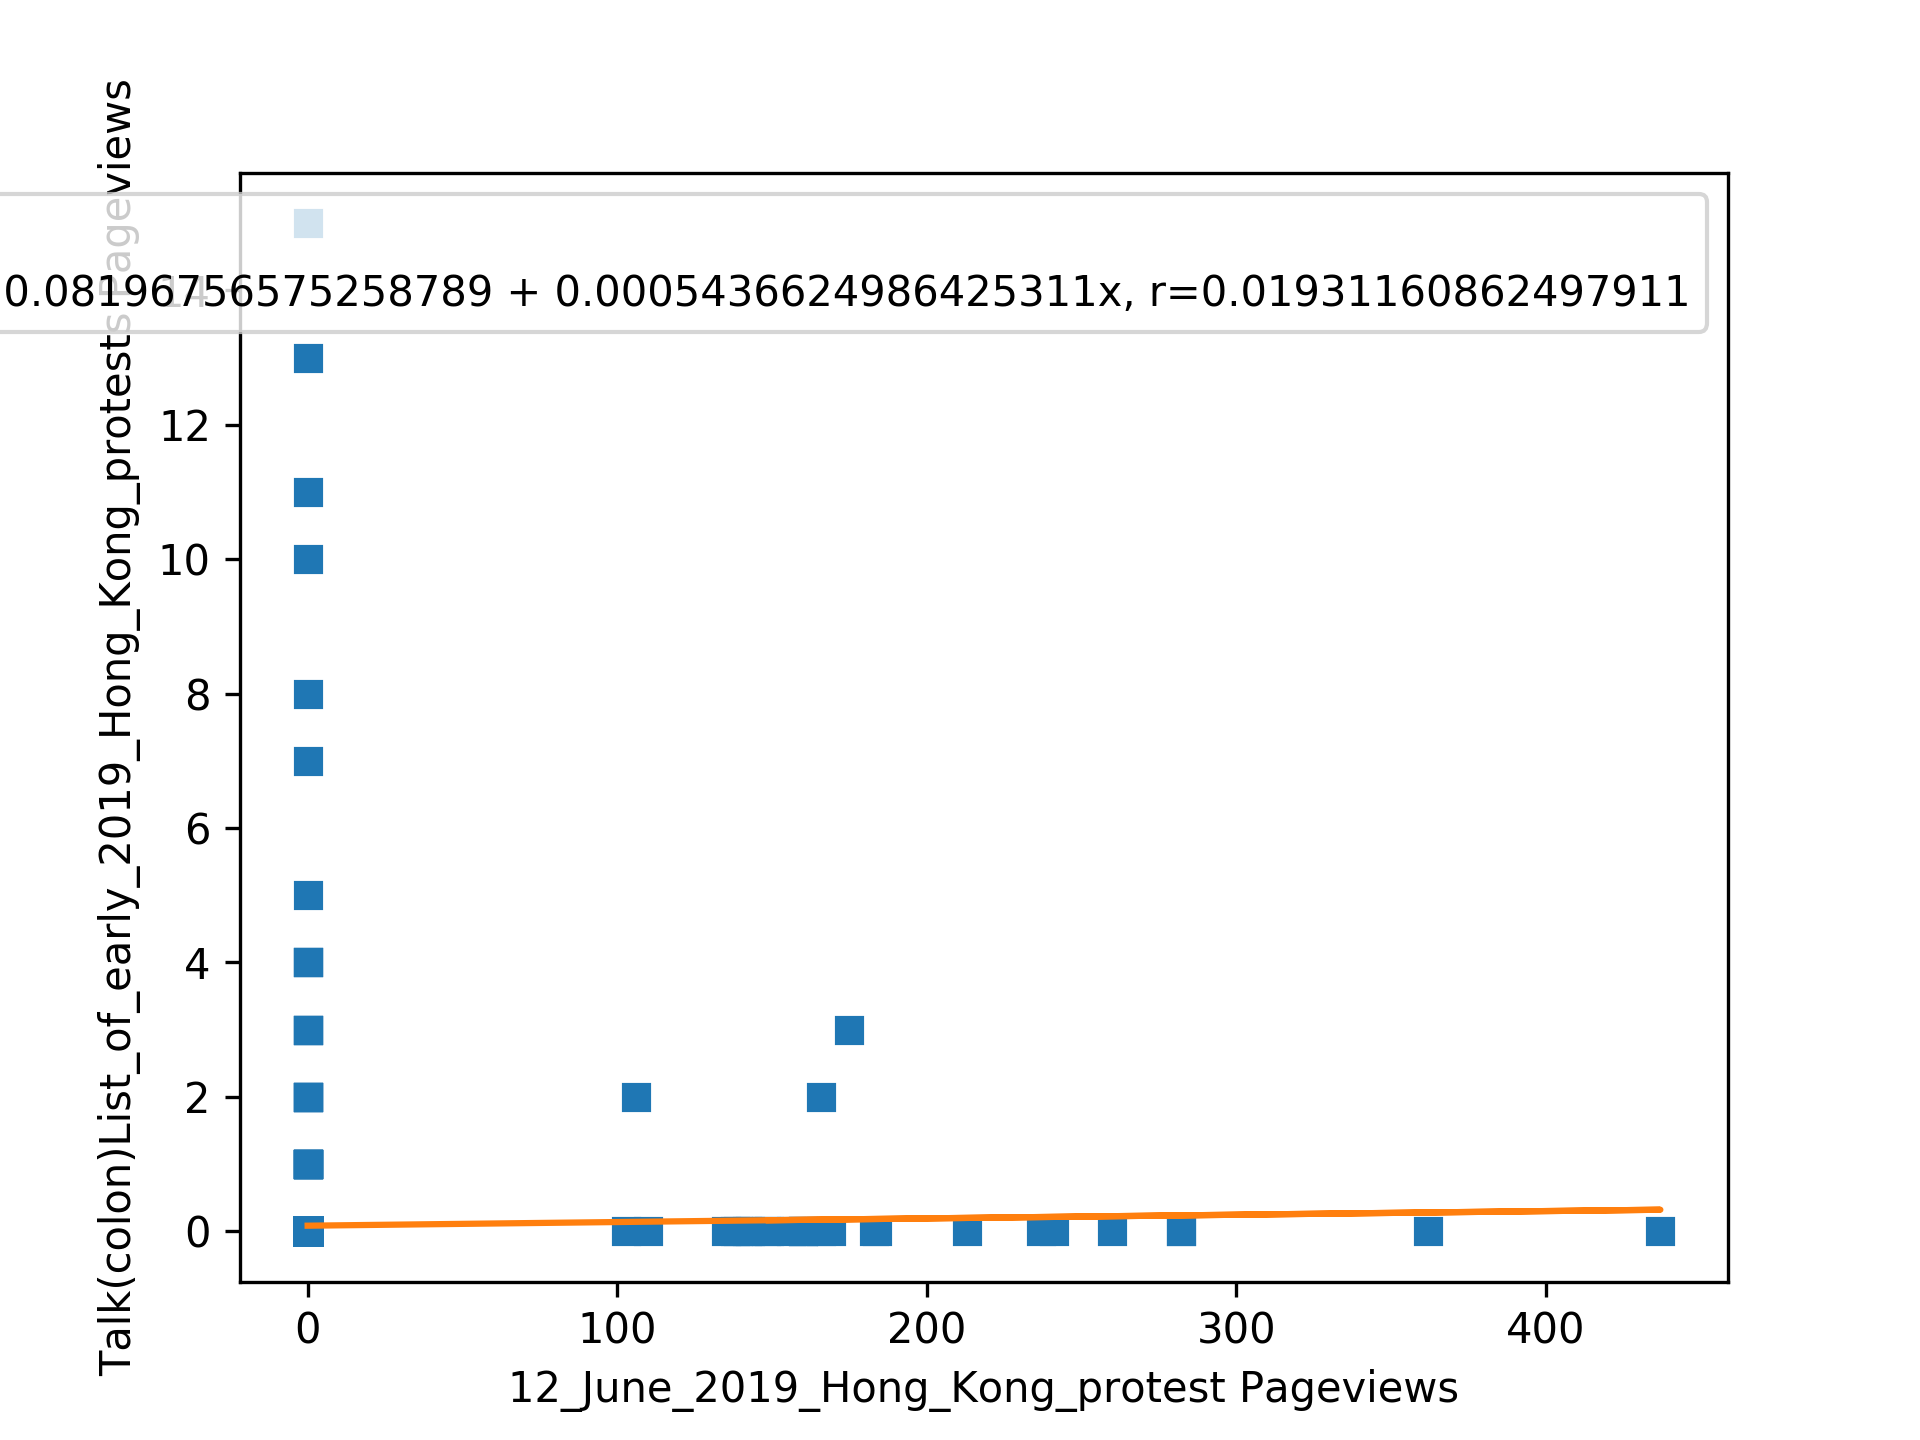 Talk(colon)List_of_early_2019_Hong_Kong_protests Pageviews
0.08196756575258789 + 0.0005436624986425311x, r=0.01931160862497911
14
12
10
8
6
4
2
0
0 100 200 300 400
12_June_2019_Hong_Kong_protest Pageviews